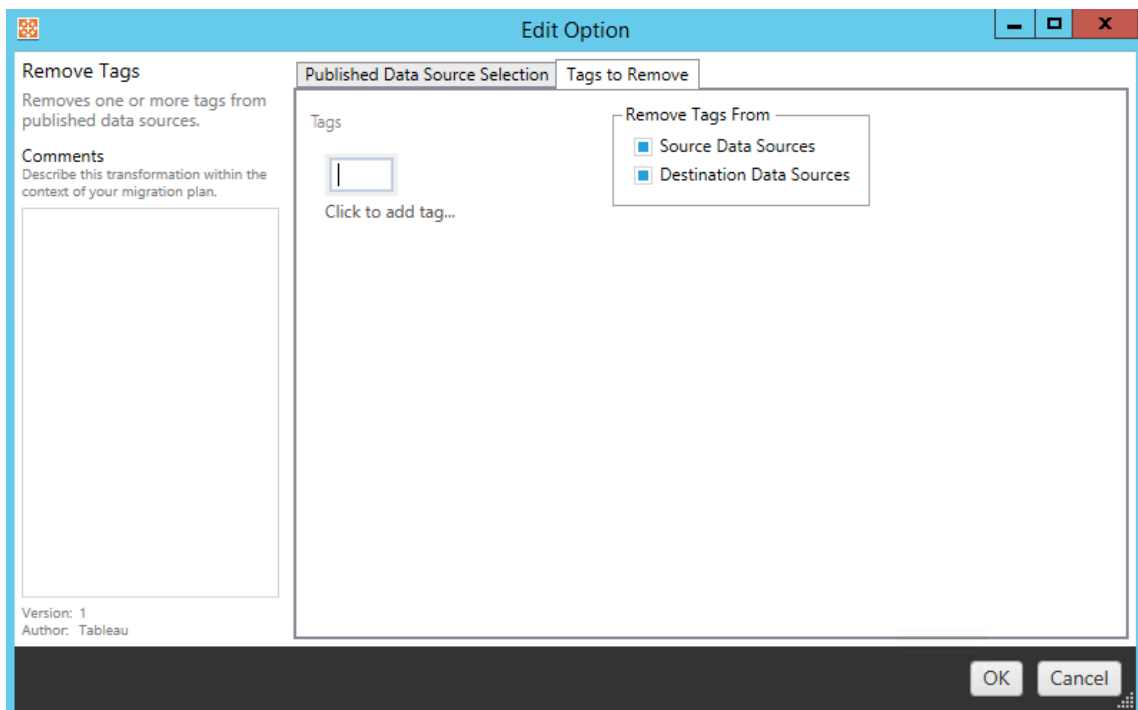 Edit Option
Remove Tags
Removes one or more tags from
published data sources.
Comments
Describe this transformation within the
context of your migration plan.
Version: 1
Author: Tableau
Published Data Source Selection
Tags to Remove
Tags
Click to add tag...
Remove Tags From
Source Data Sources
Destination Data Sources
OK
Cancel